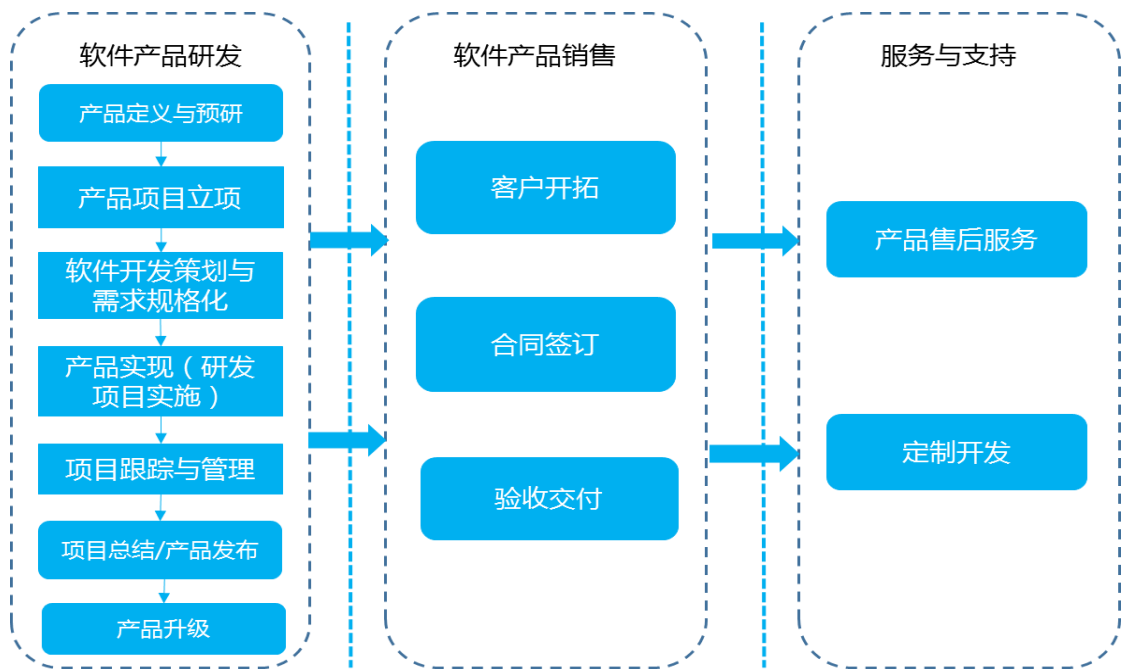 软件产品研发
产品定义与预研
产品项目立项
软件开发策划与
需求规格化
产品实现（研发
项目实施）
项目跟踪与管理
项目总结/产品发布
产品升级
软件产品销售
客户开拓
合同签订
验收交付
服务与支持
产品售后服务
定制开发